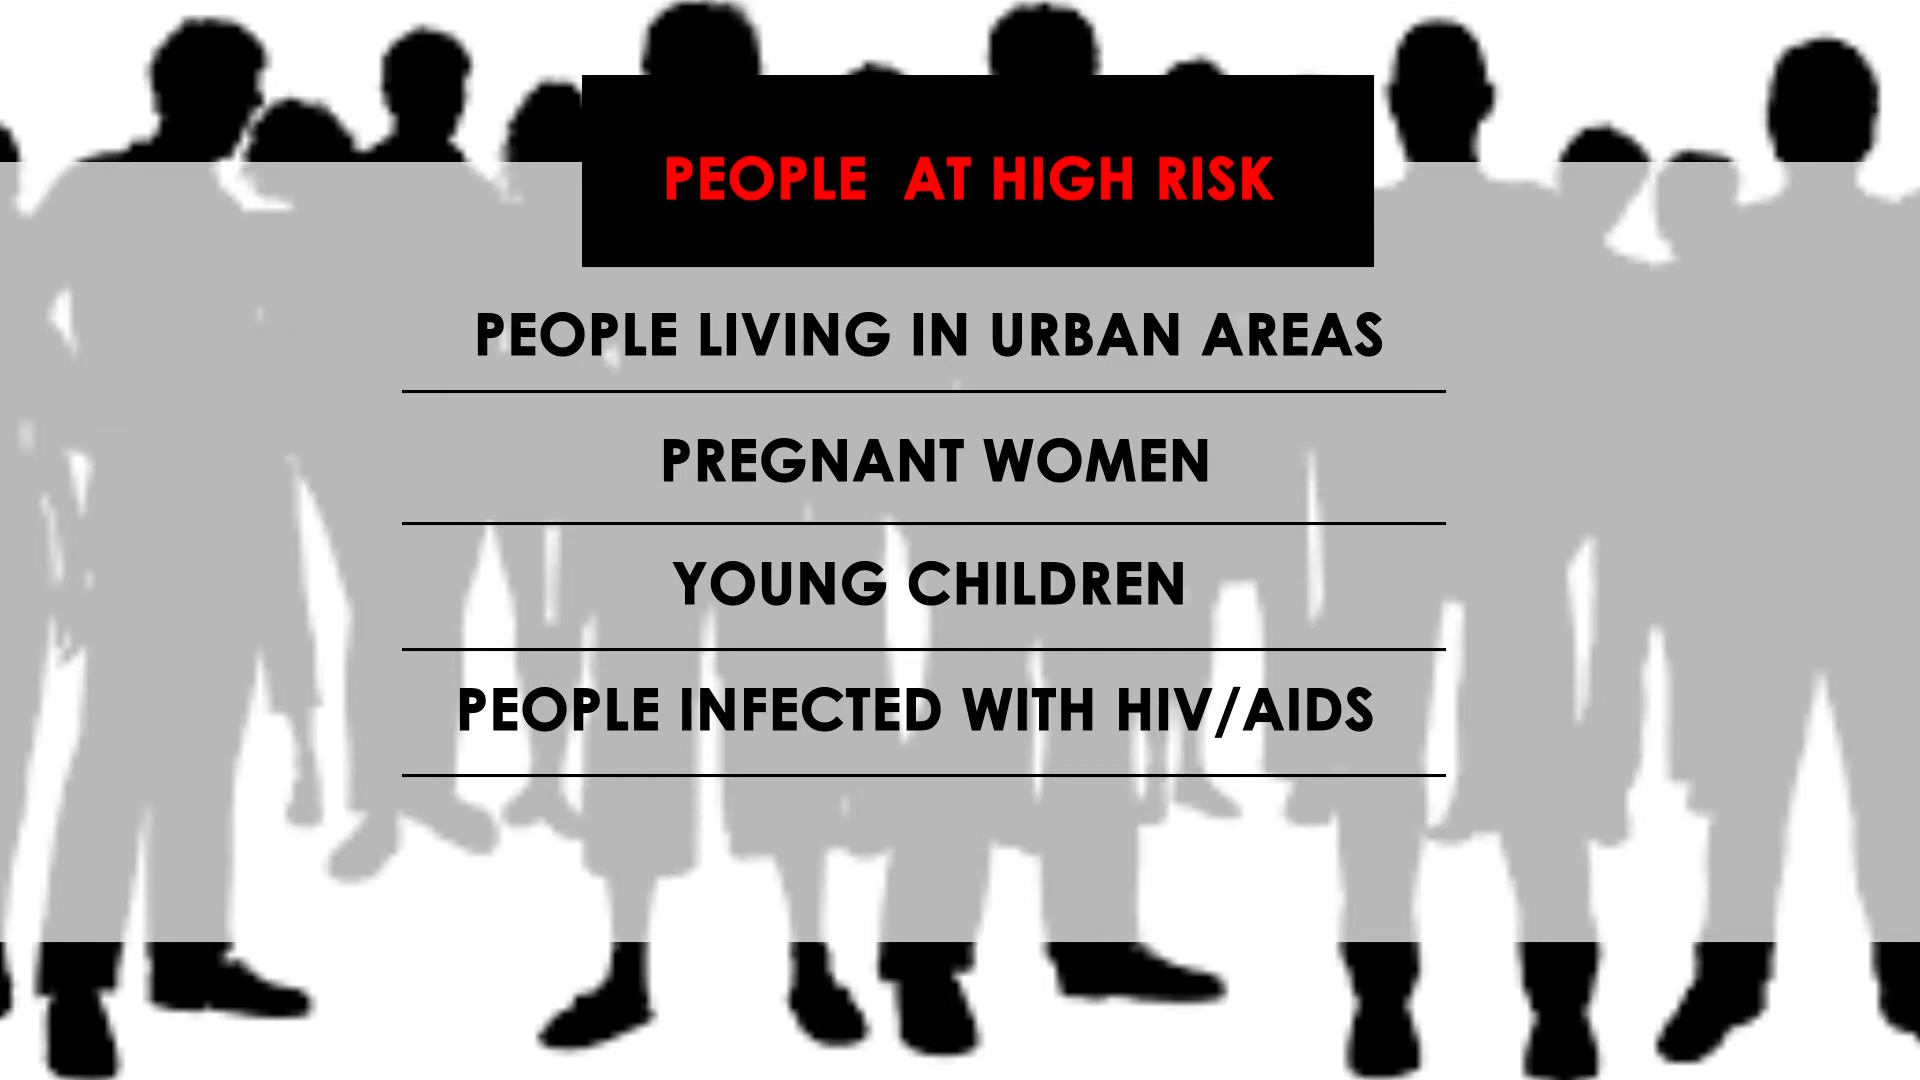 PEOPLE  AT HIGH RISK
PEOPLE LIVING IN URBAN AREAS
PREGNANT WOMEN
YOUNG CHILDREN
PEOPLE INFECTED WITH HIV/AIDS